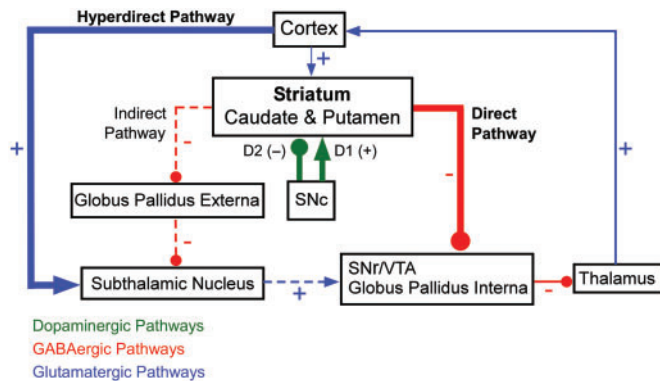 Hyperdirect Pathway
Cortex
+
Striatum
Caudate & Putamen
Indirect
Pathway
Direct
Pathway
+
-
D2 (–)
D1 (+)
-
+
SNc
Globus Pallidus Externa
-
SNr/VTA
Globus Pallidus Interna
Subthalamic Nucleus
+
-
Thalamus
Dopaminergic Pathways
GABAergic Pathways
Glutamatergic Pathways